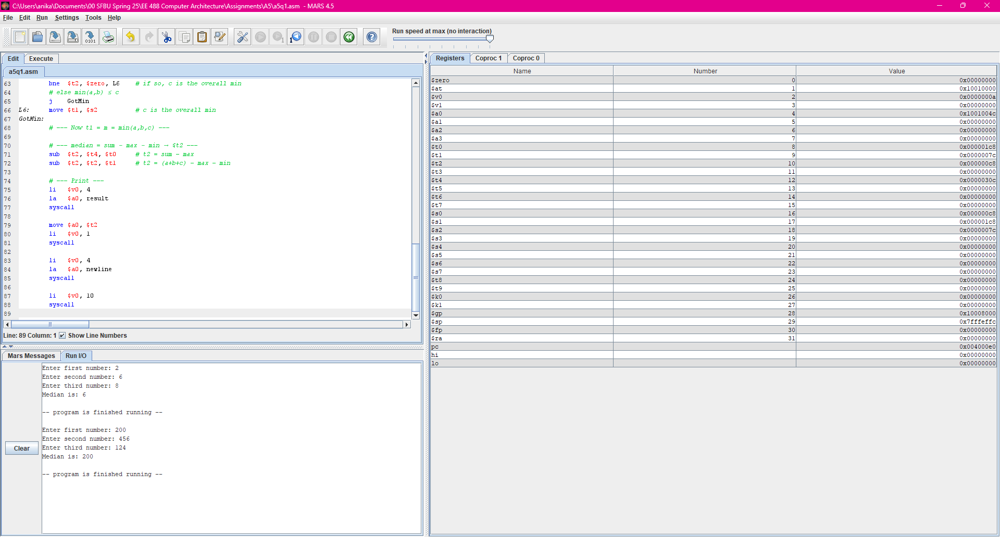 C:\Users\anika\Documents\00 SFBU Spring 25\EE 488 Computer Architecture\Assignments\A5\a5q1.asm - MARS 4.5
File Edit Run Settings Tools Help
Run speed at max (no interaction)
Edit Execute
a5q1.asm
63 bne $t2, $zero, L6 # if so, c is the overall min
64 # else min(a,b) ≤ c
65 j GotMin
66 L6: move $t1, $s2 # c is the overall min
67 GotMin:
68 # --- Now t1 = m = min(a,b,c) ---
69
70 # --- median = sum - max - min → $t2 ---
71 sub $t2, $t4, $t0 # t2 = sum - max
72 sub $t2, $t2, $t1 # t2 = (a+b+c) - max - min
73
74 # --- Print ---
75 li $v0, 4
76 la $a0, result
77 syscall
78
79 move $a0, $t2
80 li $v0, 1
81 syscall
82
83 li $v0, 4
84 la $a0, newline
85 syscall
86
87 li $v0, 10
88 syscall
89
Line: 89 Column: 1 Show Line Numbers
Mars Messages Run I/O
Clear
Enter first number: 2
Enter second number: 6
Enter third number: 8
Median is: 6
-- program is finished running --
Enter first number: 200
Enter second number: 456
Enter third number: 124
Median is: 200
-- program is finished running --
Registers Coproc 1 Coproc 0
Name Number Value
$zero 0 0x00000000
$at 1 0x10010000
$v0 2 0x0000000a
$v1 3 0x00000000
$a0 4 0x1001004c
$a1 5 0x00000000
$a2 6 0x00000000
$a3 7 0x00000000
$t0 8 0x000001c8
$t1 9 0x0000007c
$t2 10 0x000000c8
$t3 11 0x00000000
$t4 12 0x0000030c
$t5 13 0x00000000
$t6 14 0x00000000
$t7 15 0x00000000
$s0 16 0x000000c8
$s1 17 0x000001c8
$s2 18 0x0000007c
$s3 19 0x00000000
$s4 20 0x00000000
$s5 21 0x00000000
$s6 22 0x00000000
$s7 23 0x00000000
$t8 24 0x00000000
$t9 25 0x00000000
$k0 26 0x00000000
$k1 27 0x00000000
$gp 28 0x10008000
$sp 29 0x7fffeffc
$fp 30 0x00000000
$ra 31 0x00000000
pc 0x004000e0
hi 0x00000000
lo 0x00000000